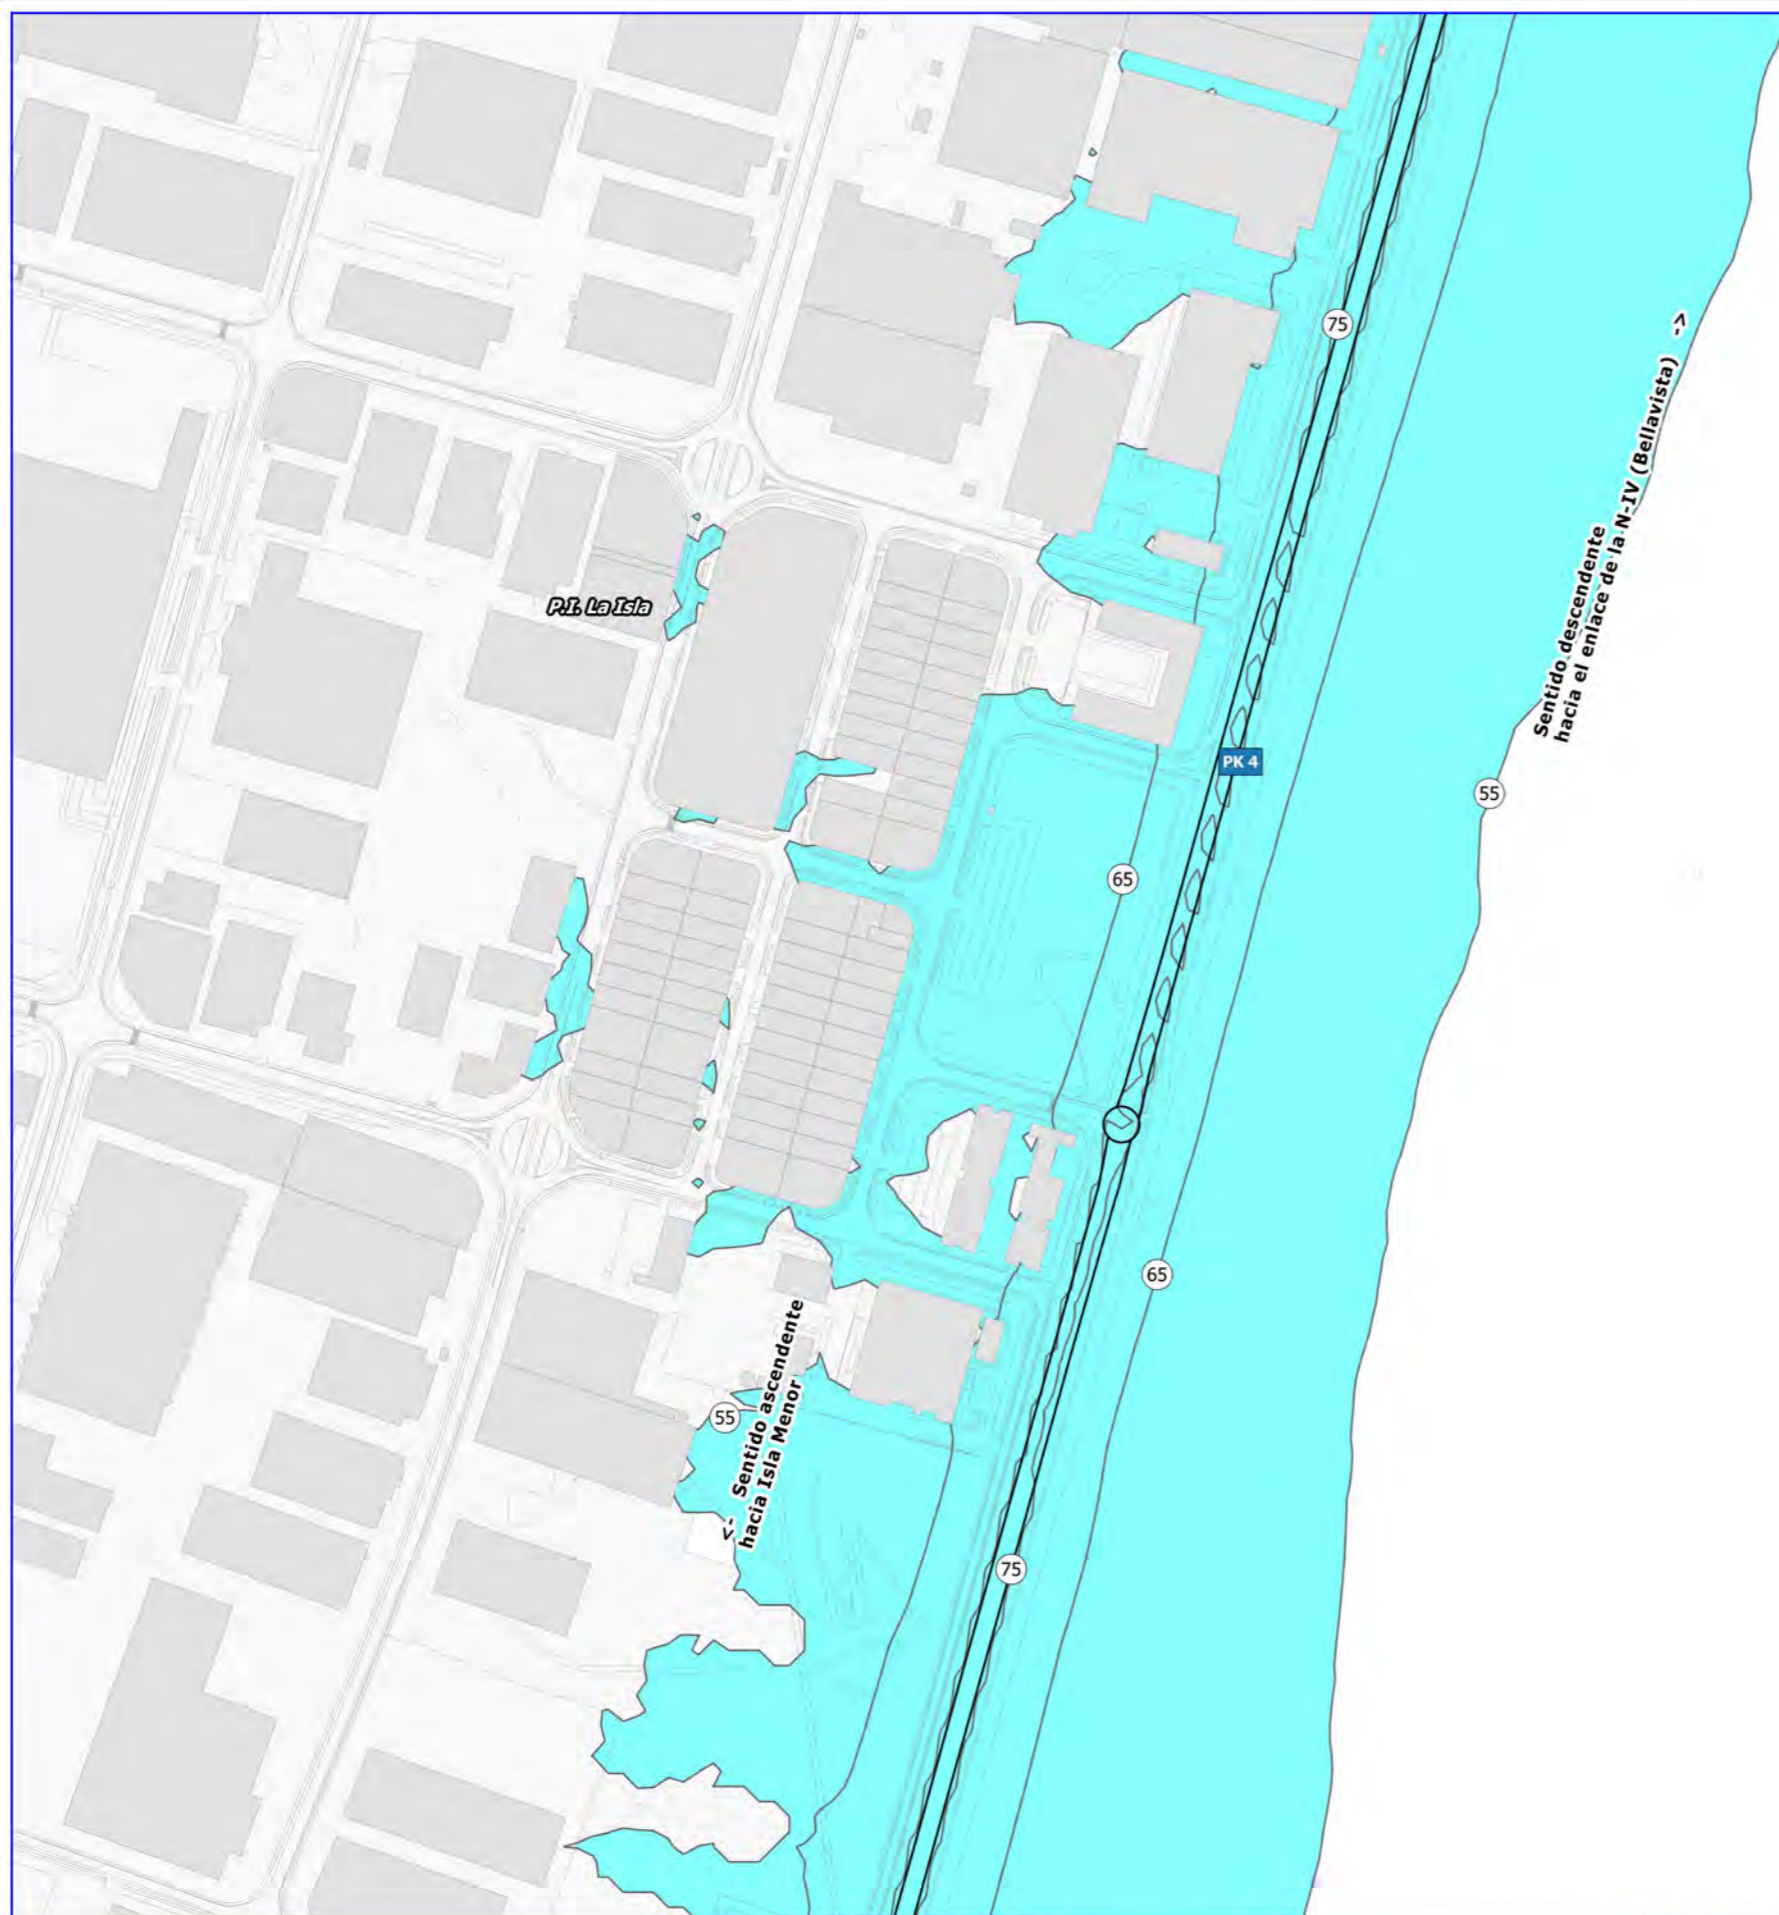 75
Sentido descendente
hacia el enlace de la N-IV (Bellavista) ->
P.I. La Isla
PK 4
55
65
65
<- Sentido ascendente
hacia Isla Menor
55
75